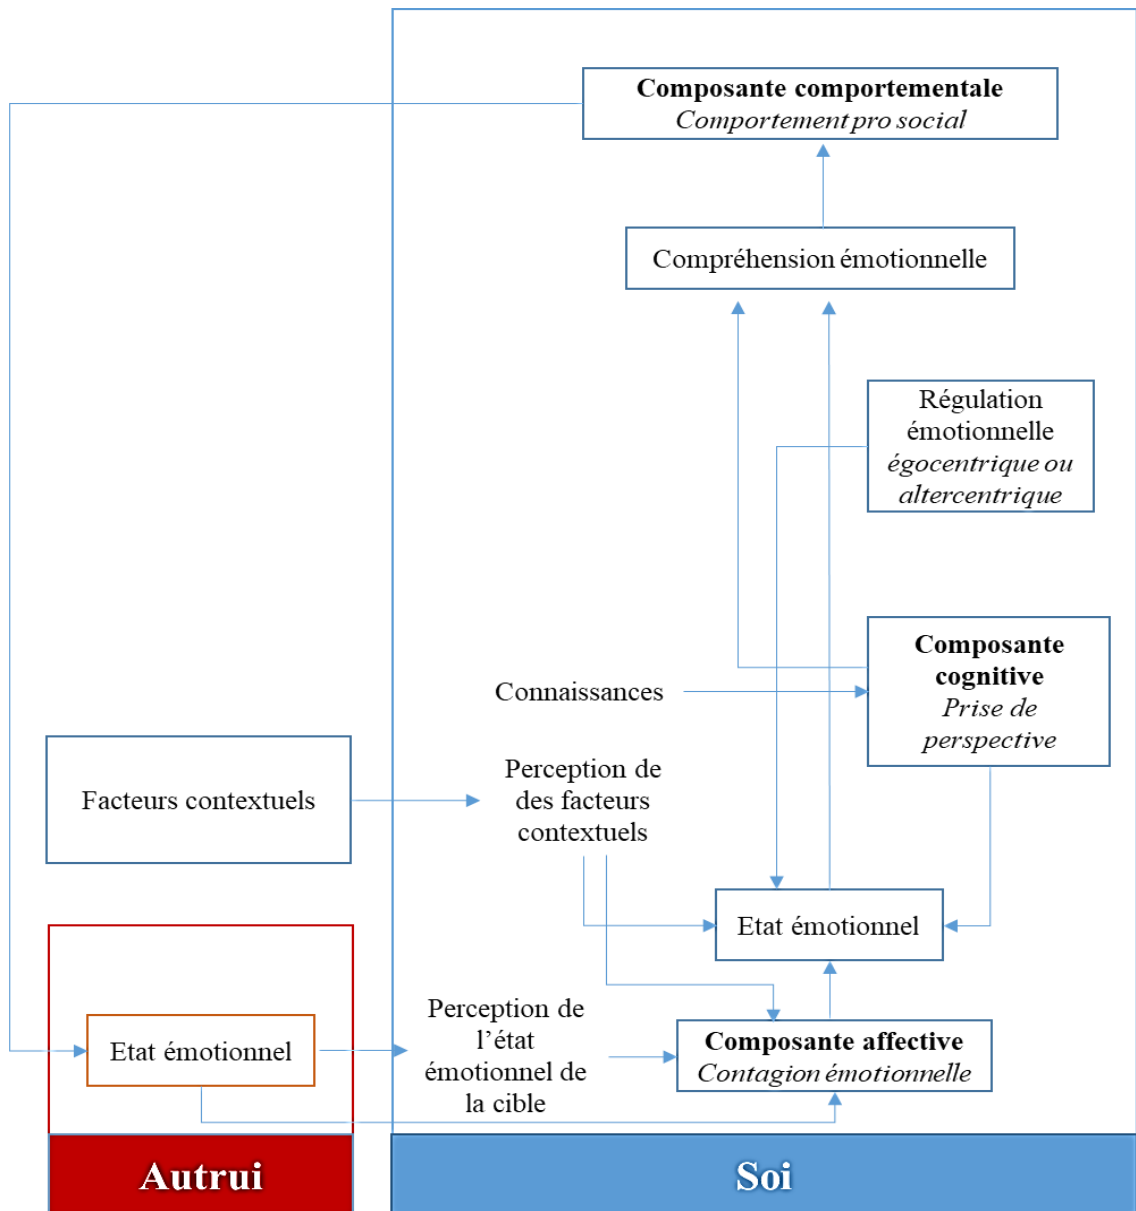 Composante comportementale
Comportement pro social
Compréhension émotionnelle
Régulation
émotionnelle
égocentrique ou
altercentrique
Composante
cognitive
Prise de
perspective
Connaissances
Facteurs contextuels
Perception de
des facteurs
contextuels
Etat émotionnel
Etat émotionnel
Perception de
l’état
émotionnel de
la cible
Composante affective
Contagion émotionnelle
Autrui
Soi